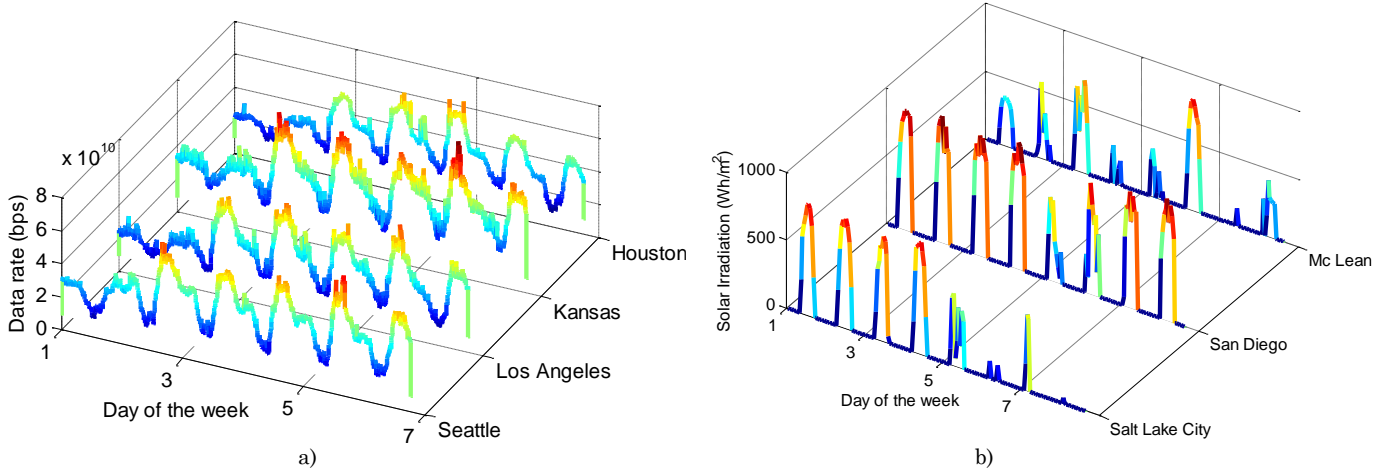 x 10^10
8
6
4
2
0
Data rate (bps)
1
3
5
7
Day of the week
Houston
Kansas
Los Angeles
Seattle
a)
1000
500
0
Solar Irradiation (Wh/m²)
1
3
5
7
Day of the week
Mc Lean
San Diego
Salt Lake City
b)